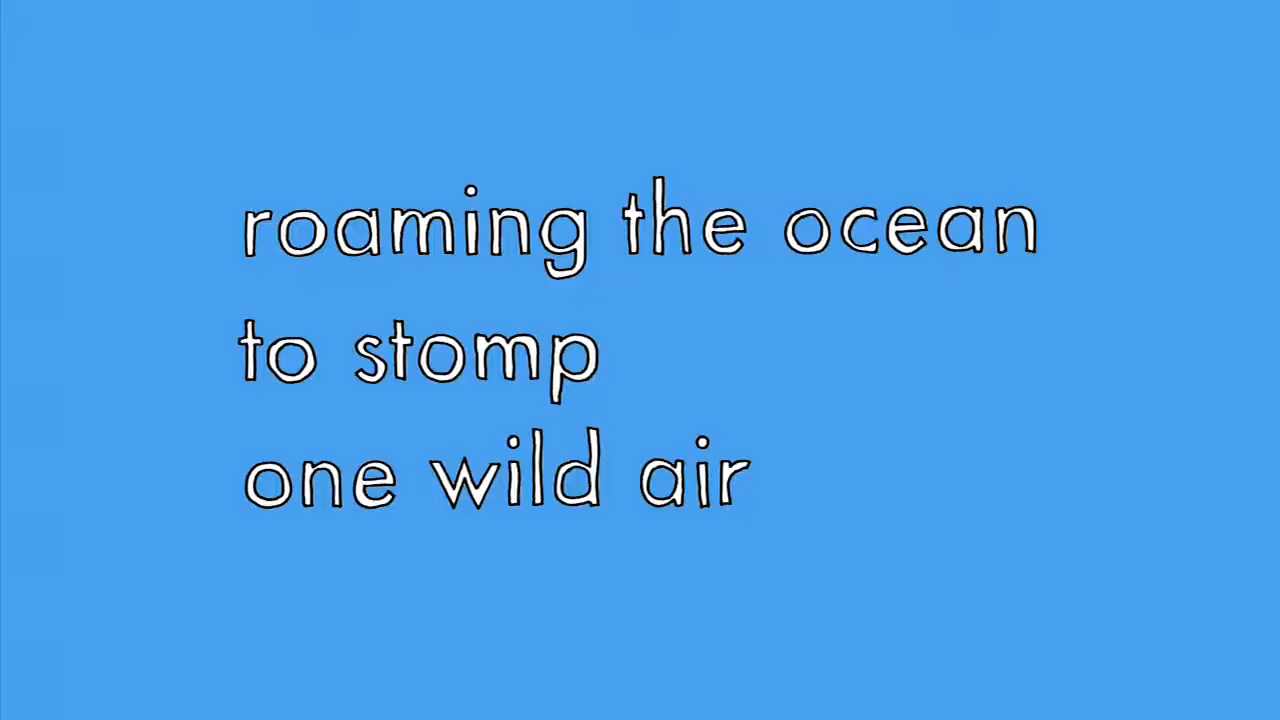 roaming the ocean
to stomp
one wild air